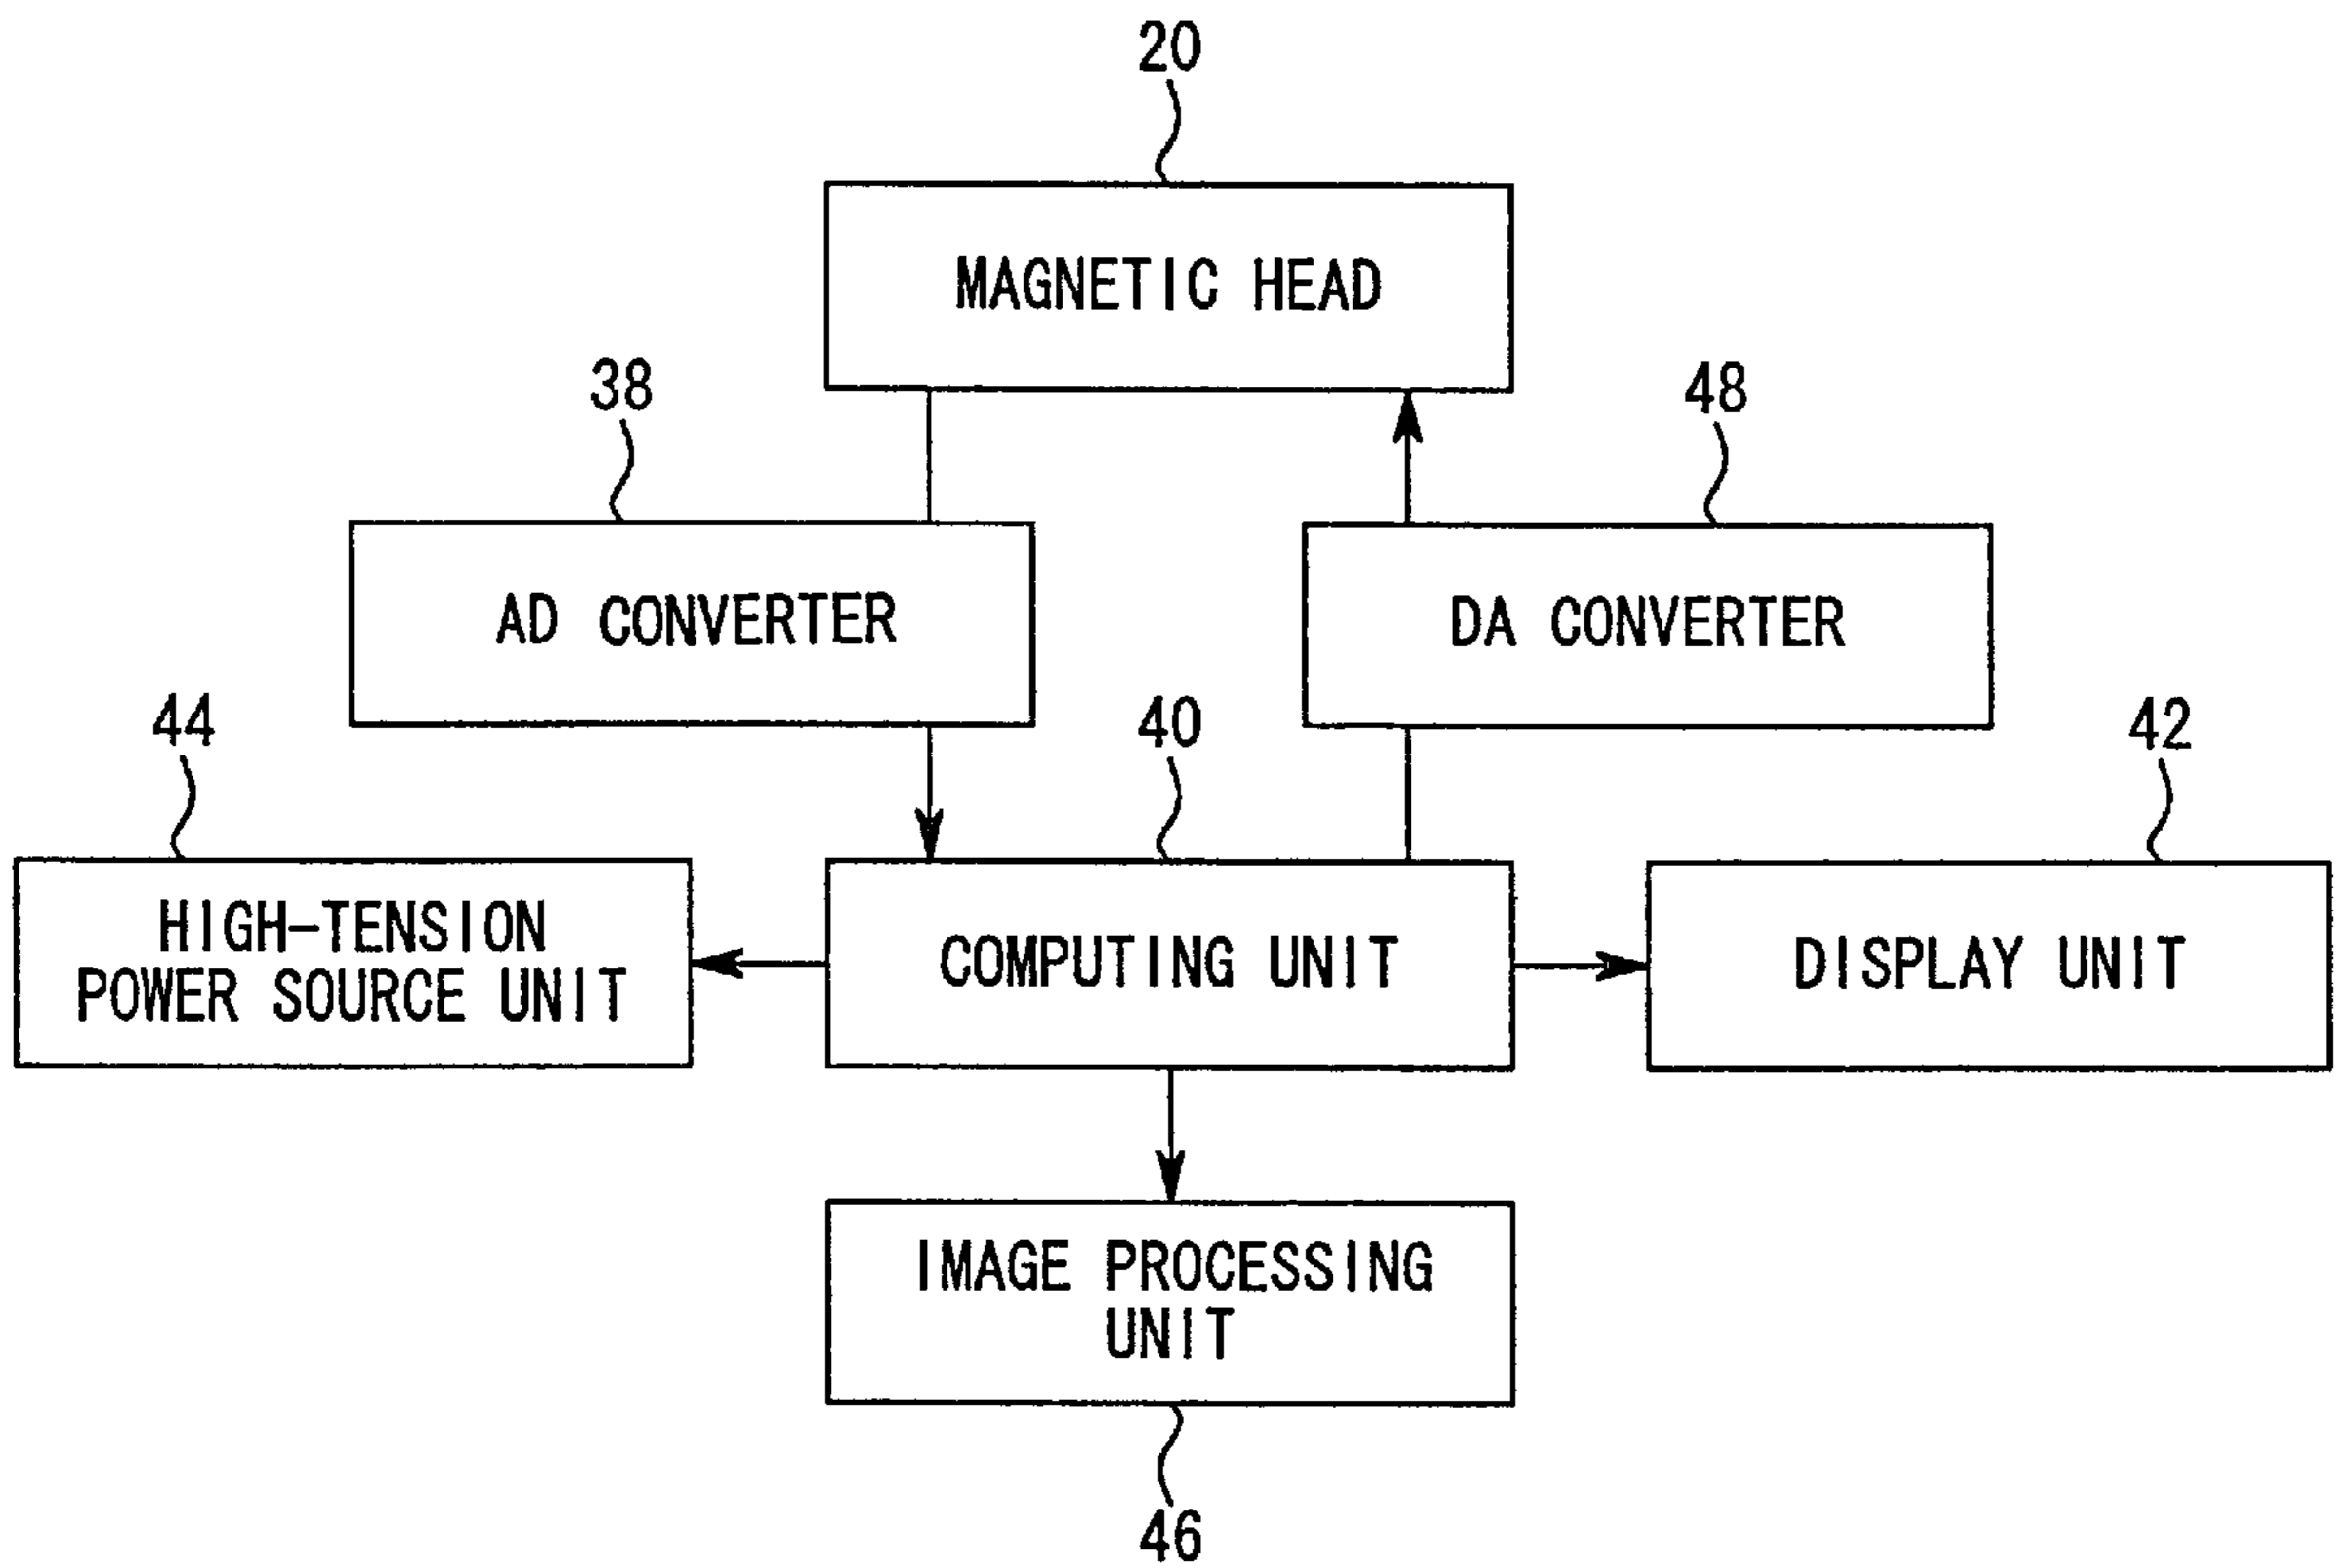 20
MAGNETIC HEAD
38
48
AD CONVERTER
DA CONVERTER
44
40
42
HIGH-TENSION
POWER SOURCE UNIT
COMPUTING UNIT
DISPLAY UNIT
IMAGE PROCESSING
UNIT
46